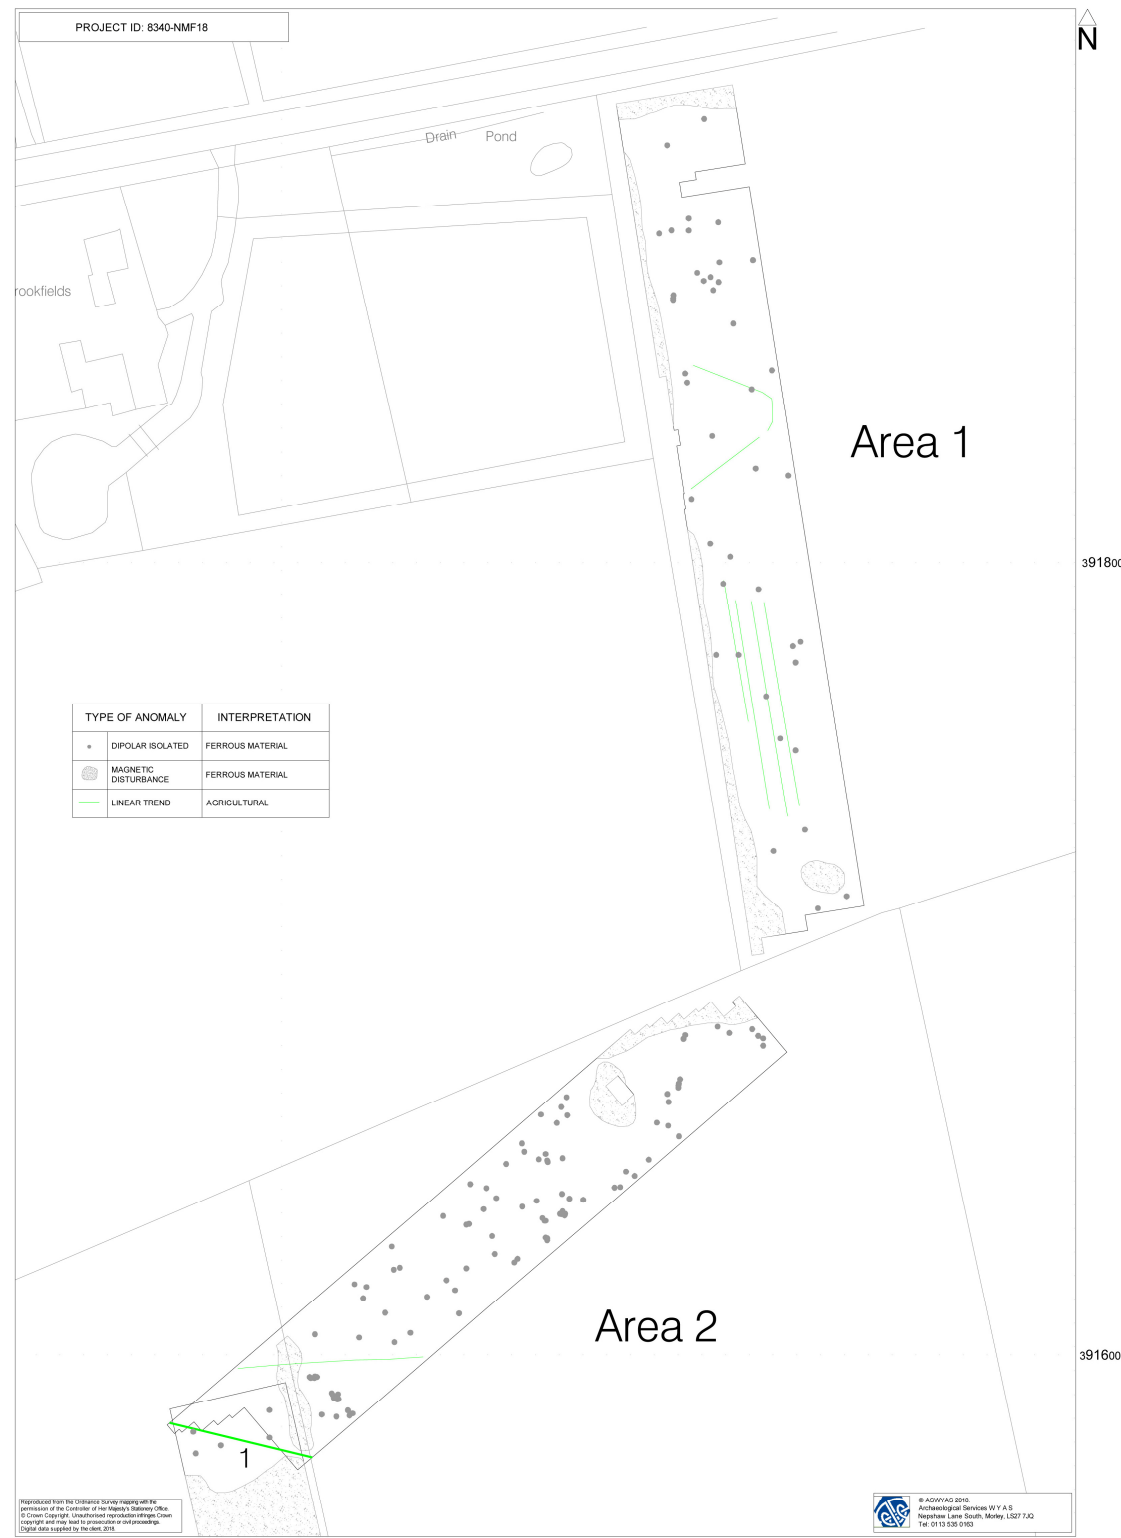 PROJECT ID: 8340-NMF18
N
Drain Pond
rookfields
Area 1
391800
TYPE OF ANOMALY INTERPRETATION
DIPOLAR ISOLATED FERROUS MATERIAL
MAGNETIC
DISTURBANCE
FERROUS MATERIAL
LINEAR TREND AGRICULTURAL
Area 2
391600
1
Reproduced from the Ordnance Survey mapping with the
permission of the Controller of Her Majesty's Stationery Office.
© Crown Copyright. Unauthorised reproduction infringes Crown
copyright and may lead to prosecution or civil proceedings.
Digital data supplied by the client, 2018.
© ASWYAS 2018.
Archaeological Services W Y A S
Nepshaw Lane South, Morley, LS27 7JQ
Tel: 0113 535 0163